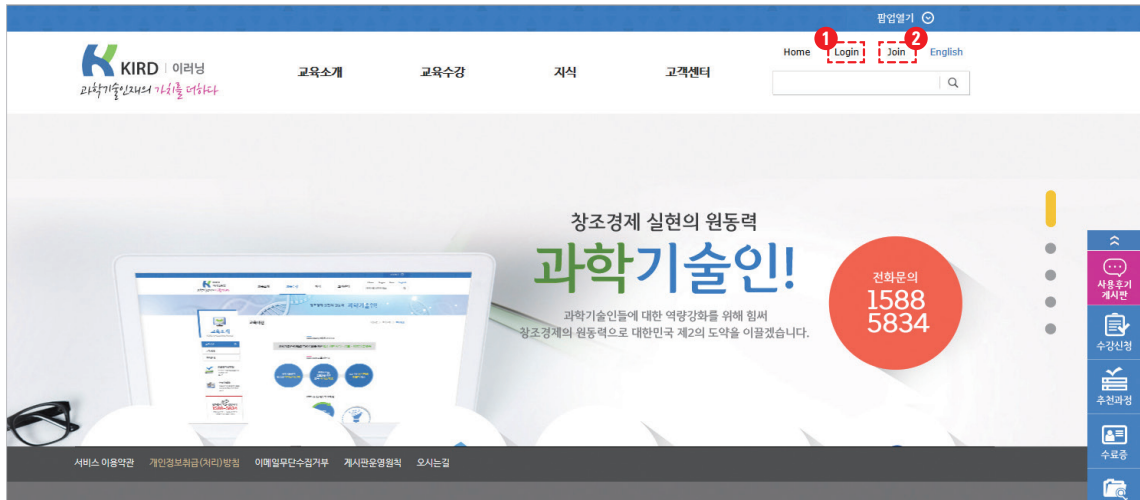 팝업열기
1 2
Home Login Join English
KIRD 이러닝
과학기술인재의 가치를 더하다
교육소개 교육수강 지식 고객센터
창조경제 실현의 원동력
과학기술인!
과학기술인들에 대한 역량강화를 위해 힘써
창조경제의 원동력으로 대한민국 제2의 도약을 이끌겠습니다.
전화문의
1588
5834
사용후기
게시판
수강신청
추천과정
수료증
서비스 이용약관 개인정보취급(처리)방침 이메일무단수집거부 게시판운영원칙 오시는길